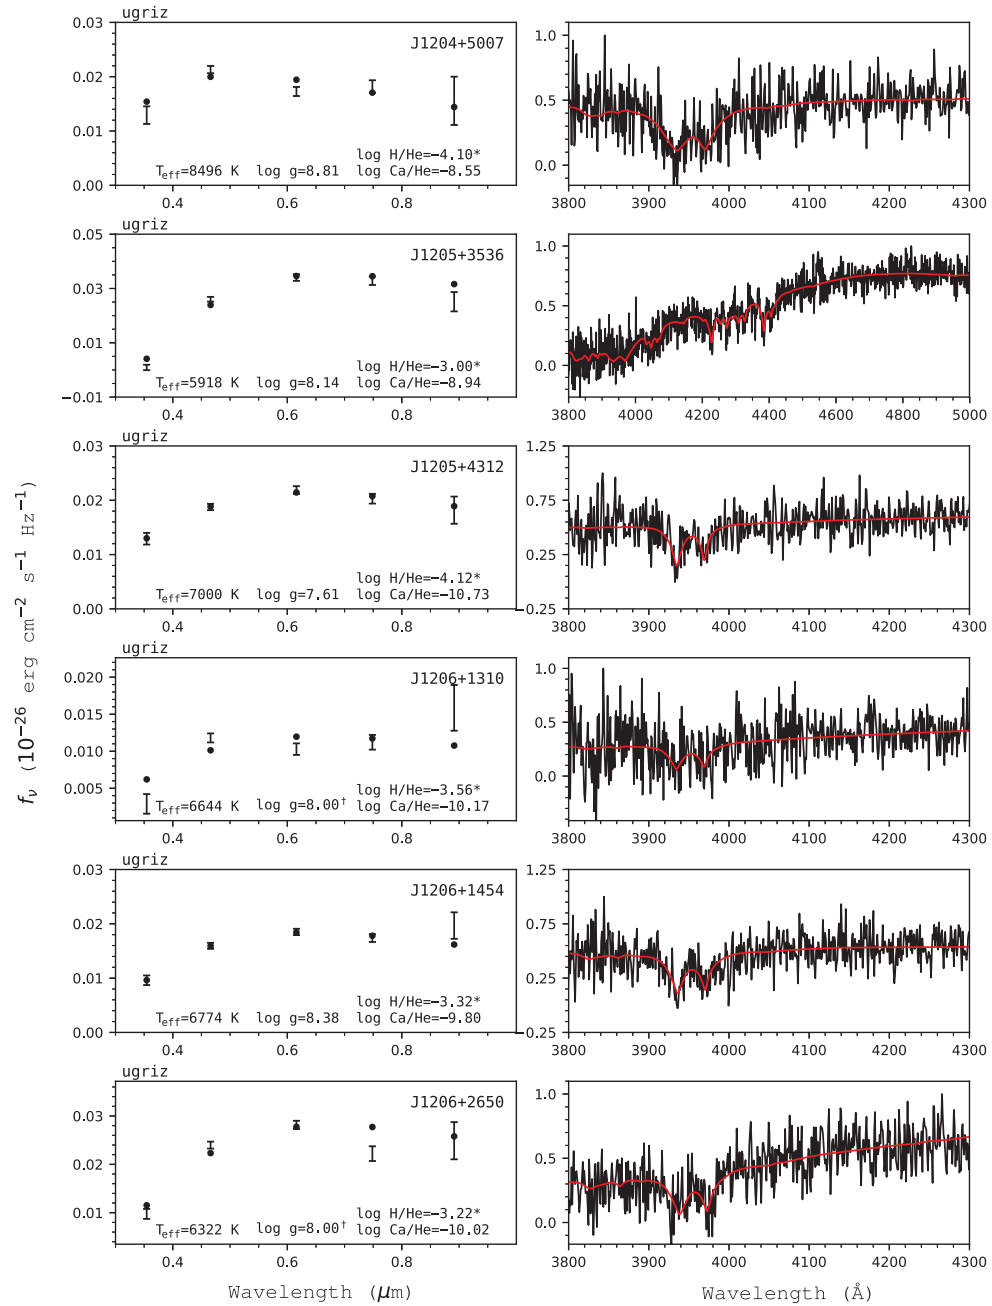 ugriz
J1204+5007
0.03
0.02
0.01
0.00
log H/He=−4.10*
T_eff=8496 K log g=8.81 log Ca/He=−8.55
0.4 0.6 0.8
1.0
0.5
0.0
3800 3900 4000 4100 4200 4300
ugriz
J1205+3536
0.05
0.03
0.01
−0.01
log H/He=−3.00*
T_eff=5918 K log g=8.14 log Ca/He=−8.94
0.4 0.6 0.8
1.0
0.5
0.0
3800 4000 4200 4400 4600 4800 5000
ugriz
J1205+4312
0.03
0.02
0.01
0.00
log H/He=−4.12*
T_eff=7000 K log g=7.61 log Ca/He=−10.73
0.4 0.6 0.8
1.25
0.75
0.25
−0.25
3800 3900 4000 4100 4200 4300
ugriz
J1206+1310
0.020
0.015
0.010
0.005
log H/He=−3.56*
T_eff=6644 K log g=8.00† log Ca/He=−10.17
0.4 0.6 0.8
1.0
0.5
0.0
3800 3900 4000 4100 4200 4300
ugriz
J1206+1454
0.03
0.02
0.01
0.00
log H/He=−3.32*
T_eff=6774 K log g=8.38 log Ca/He=−9.80
0.4 0.6 0.8
1.25
0.75
0.25
−0.25
3800 3900 4000 4100 4200 4300
ugriz
J1206+2650
0.03
0.02
0.01
log H/He=−3.22*
T_eff=6322 K log g=8.00† log Ca/He=−10.02
0.4 0.6 0.8
1.0
0.5
0.0
3800 3900 4000 4100 4200 4300
f_ν (10⁻²⁶ erg cm⁻² s⁻¹ Hz⁻¹)
Wavelength (μm)
Wavelength (Å)